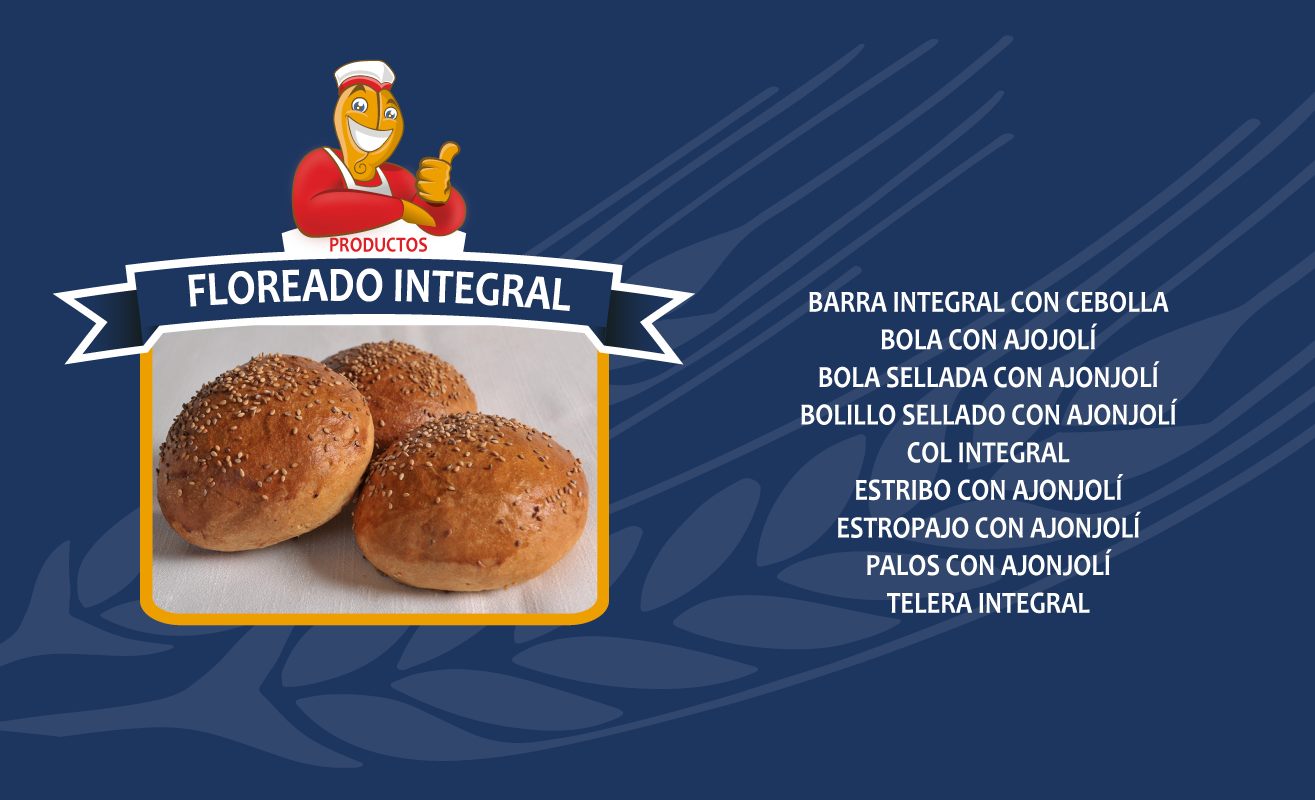 PRODUCTOS
FLOREADO INTEGRAL
BARRA INTEGRAL CON CEBOLLA
BOLA CON AJOJOLÍ
BOLA SELLADA CON AJONJOLÍ
BOLILLO SELLADO CON AJONJOLÍ
COL INTEGRAL
ESTRIBO CON AJONJOLÍ
ESTROPAJO CON AJONJOLÍ
PALOS CON AJONJOLÍ
TELERA INTEGRAL